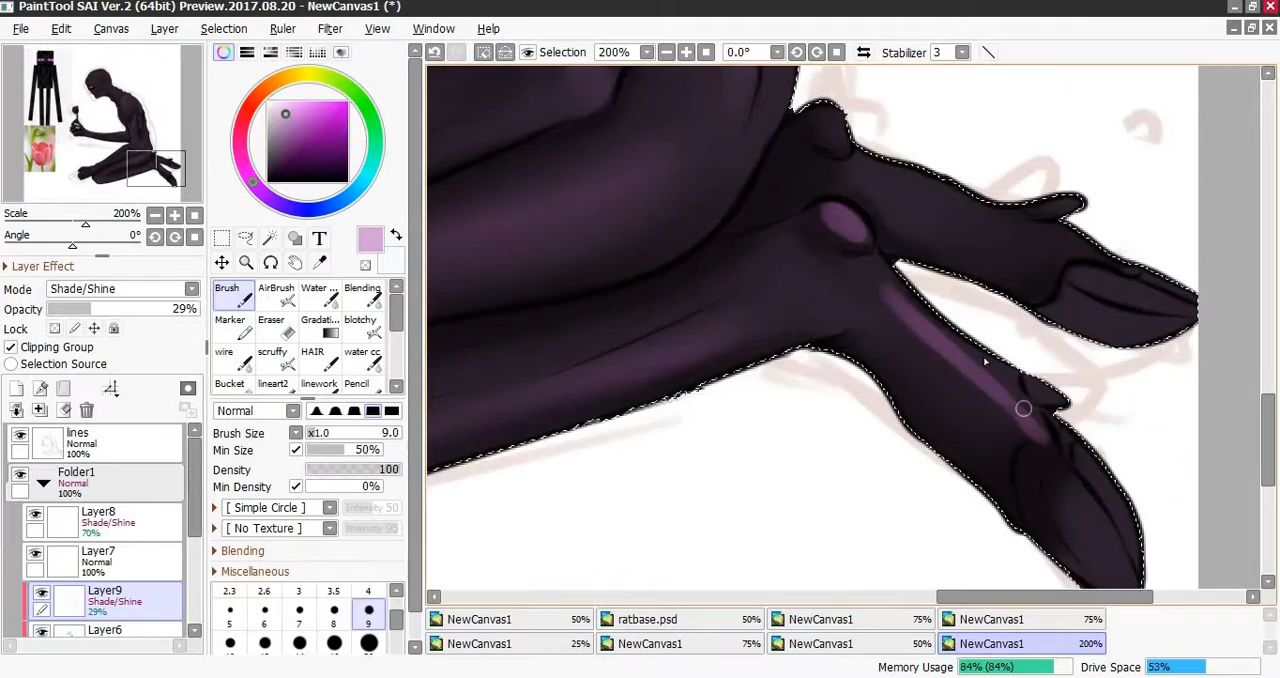 PaintTool SAI Ver.2 (64bit) Preview.2017.08.20 - NewCanvas1 (*)
File Edit Canvas Layer Selection Ruler Filter View Window Help
Selection 200% 0.0° Stabilizer 3
Scale 200%
Angle 0°
Layer Effect
Mode Shade/Shine
Opacity 29%
Lock
Clipping Group
Selection Source
lines
Normal
100%
Folder1
Normal
100%
Layer8
Shade/Shine
70%
Layer7
Normal
100%
Layer9
Shade/Shine
29%
Layer6
T
Brush AirBrush Water ... Blending
Marker Eraser Gradati... blotchy
wire scruffy HAIR water cc
Bucket lineart2 linework Pencil
Normal
Brush Size x1.0 9.0
Min Size 50%
Density 100
Min Density 0%
[ Simple Circle ] Intensity 50
[ No Texture ] Intensity 95
Blending
Miscellaneous
2.3 2.6 3 3.5 4
5 6 7 8 9
NewCanvas1 50% ratbase.psd 50% NewCanvas1 75% NewCanvas1 75%
NewCanvas1 50% NewCanvas1 75% NewCanvas1 50% NewCanvas1 200%
Memory Usage 84% (84%) Drive Space 53%